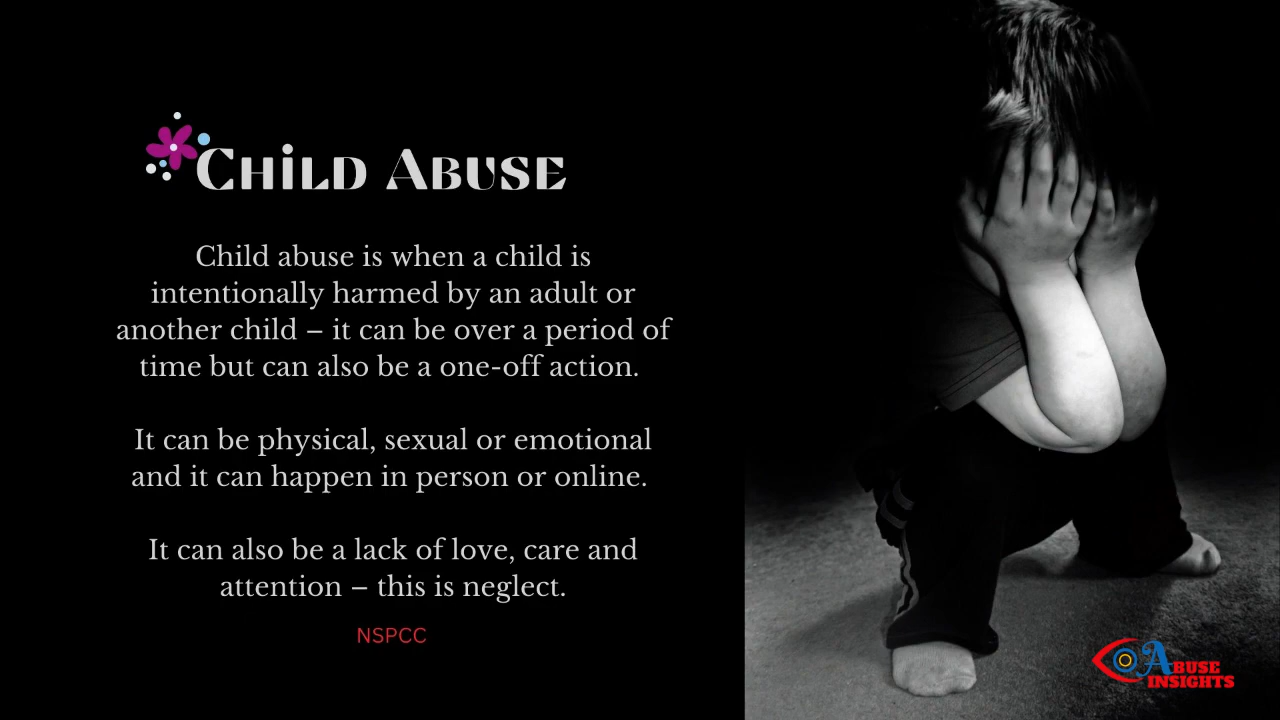 Child Abuse
Child abuse is when a child is
intentionally harmed by an adult or
another child – it can be over a period of
time but can also be a one-off action.
It can be physical, sexual or emotional
and it can happen in person or online.
It can also be a lack of love, care and
attention – this is neglect.
NSPCC
ABUSE
INSIGHTS